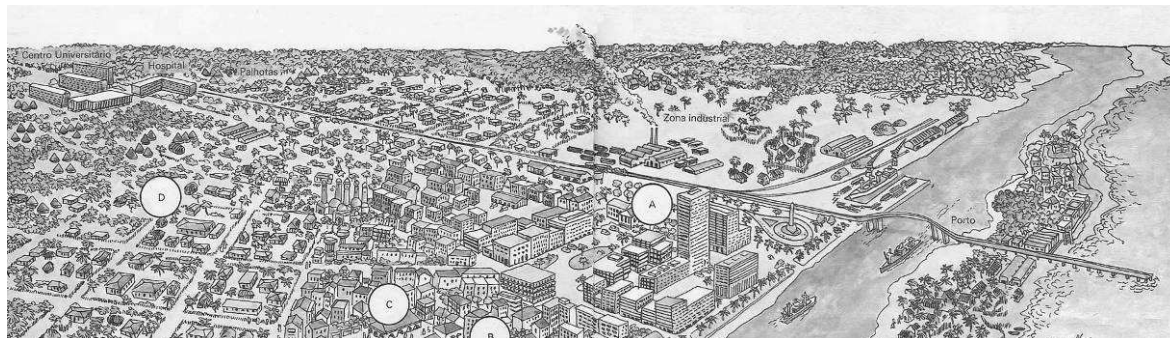 Centro Universitário
Hospital
Palhotas
Zona industrial
D
A
Porto
C
B